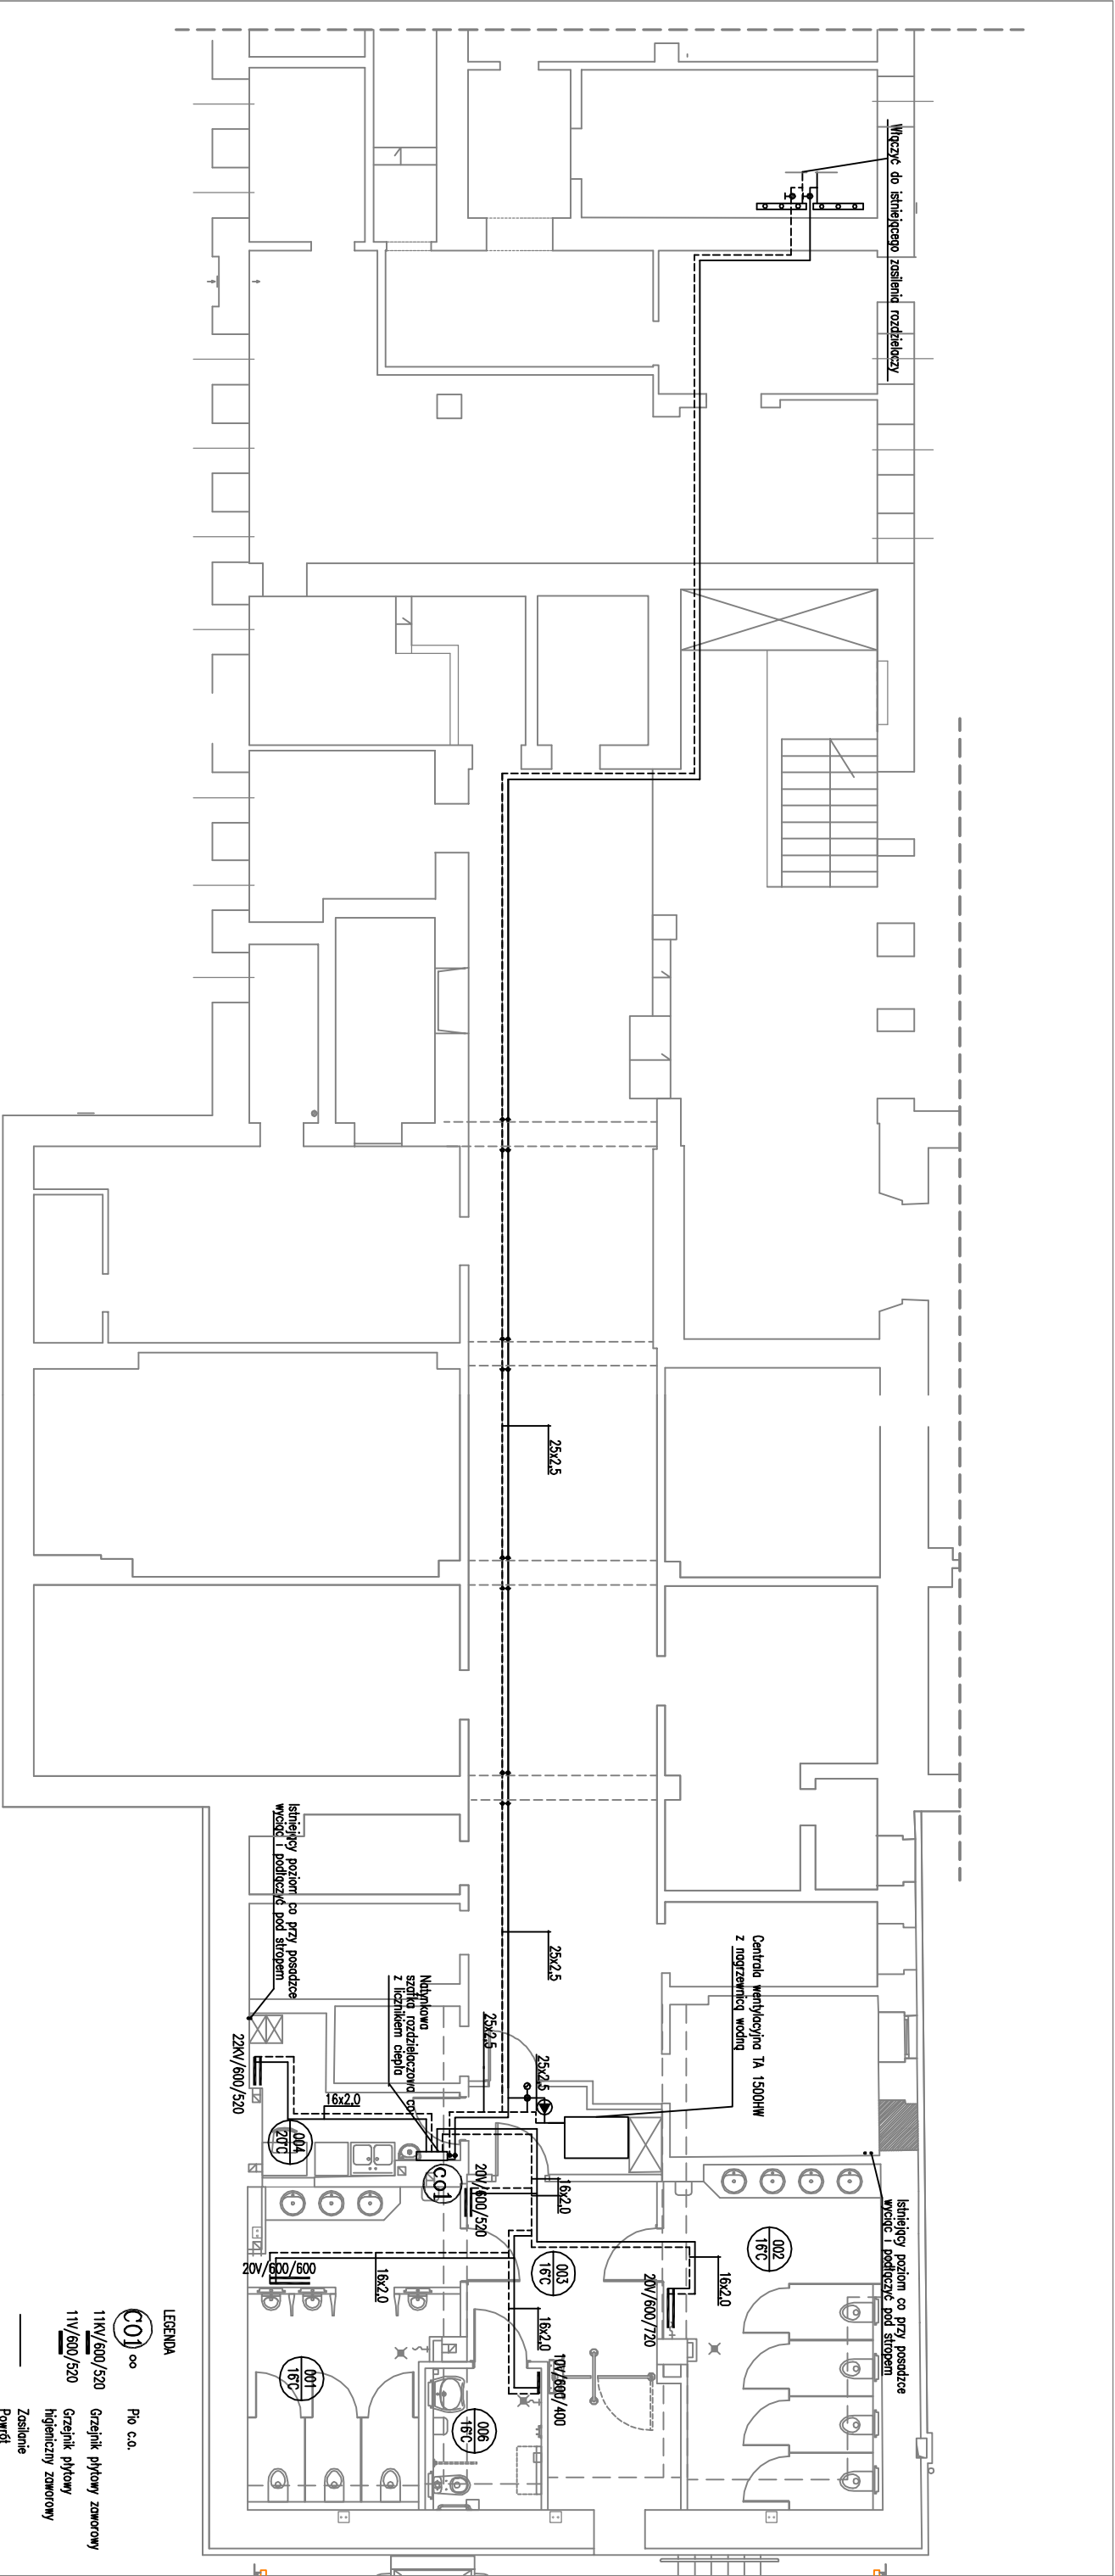 Włączyć do istniejącego zasilenia rozdzielaczy
25x2,5
25x2,5
Centrala wentylacyjna TA 1500HW
z nagrzewnicą wodną
Istniejący poziom co przy posadzce
wyciąć i podłączyć pod stropem
Natynkowa
szafka rozdzielaczowa co
z licznikiem ciepła
25x2,5
25x2,5
22KV/600/520
16x2,0
004
20°C
CO1
20V/600/520
16x2,0
002
16°C
Istniejący poziom co przy posadzce
wyciąć i podłączyć pod stropem
003
16°C
16x2,0
20V/600/720
20V/600/600
16x2,0
16x2,0
10V/600/400
001
16°C
006
16°C
LEGENDA
CO1
Pio c.o.
11KV/600/520
Grzejnik płytowy zaworowy
11V/600/520
Grzejnik płytowy
higieniczny zaworowy
Zasilanie
Powrót